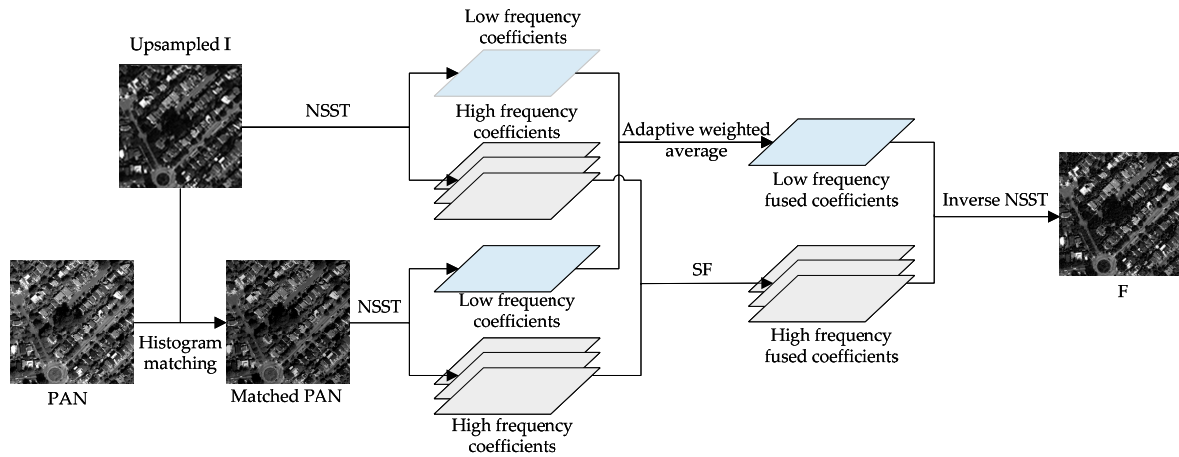 Low frequency
coefficients
Upsampled I
NSST
High frequency
coefficients
Adaptive weighted
average
Low frequency
fused coefficients
Inverse NSST
F
PAN
Histogram
matching
Matched PAN
NSST
Low frequency
coefficients
High frequency
coefficients
SF
High frequency
fused coefficients